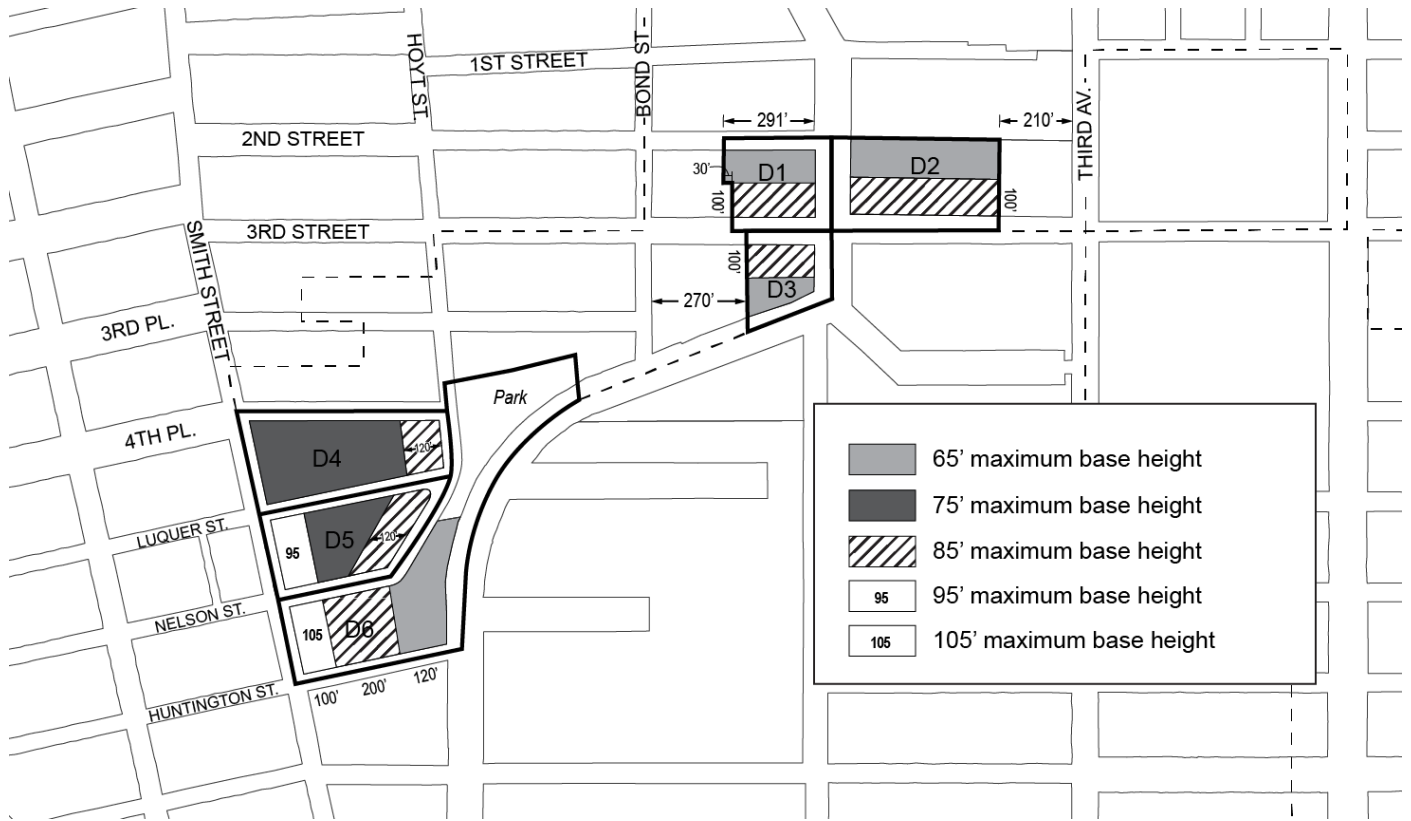 1ST STREET
HOYT ST.
BOND ST
THIRD AV.
2ND STREET
291'
210'
30'
D1
D2
100'
100'
3RD STREET
SMITH STREET
100'
D3
270'
3RD PL.
Park
4TH PL.
D4
120'
LUQUER ST.
95
D5
120'
NELSON ST.
105
D6
HUNTINGTON ST.
100'
200'
120'
65' maximum base height
75' maximum base height
85' maximum base height
95
95' maximum base height
105
105' maximum base height